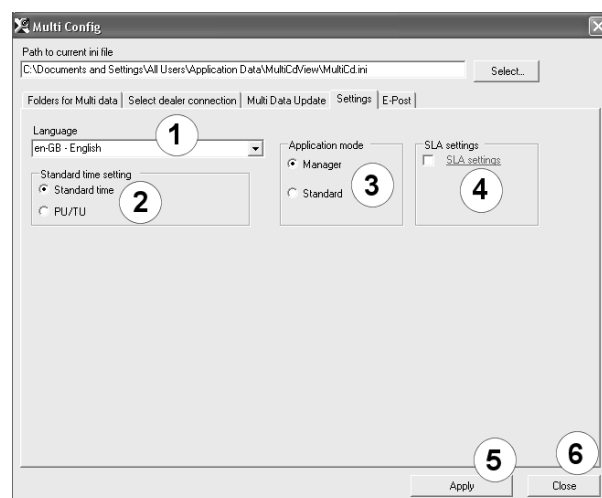 Multi Config
Path to current ini file
C:\Documents and Settings\All Users\Application Data\MultiCdView\MultiCd.ini
Select...
Folders for Multi data
Select dealer connection
Multi Data Update
Settings
E-Post
Language
1
en-GB - English
Standard time setting
Standard time
PU/TU
2
Application mode
Manager
Standard
3
SLA settings
SLA settings
4
5
6
Apply
Close